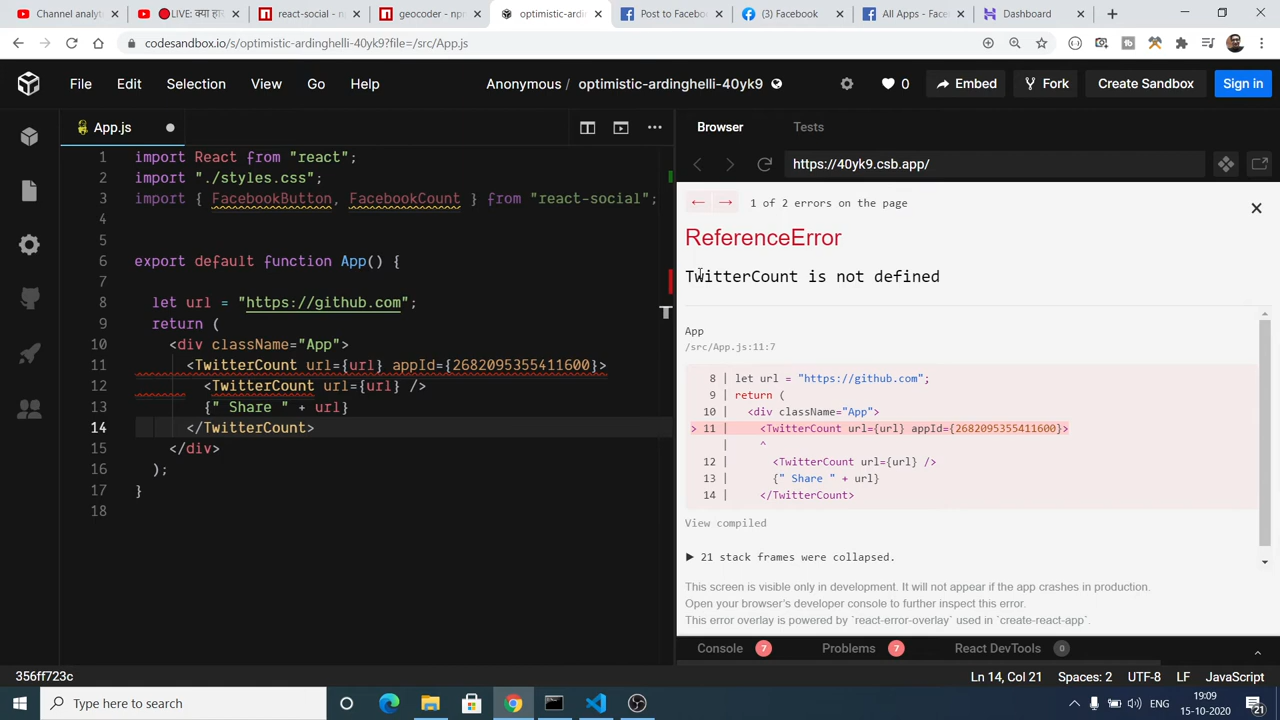 Channel analytic
LIVE: क्या हा
react-social - np
geocoder - npm
optimistic-ardin
Post to Faceboo
(3) Facebook
All Apps - Face
Dashboard
codesandbox.io/s/optimistic-ardinghelli-40yk9?file=/src/App.js
File Edit Selection View Go Help
Anonymous / optimistic-ardinghelli-40yk9
0
Embed
Fork
Create Sandbox
Sign in
App.js
1 import React from "react";
2 import "./styles.css";
3 import { FacebookButton, FacebookCount } from "react-social";
4
5
6 export default function App() {
7
8 let url = "https://github.com";
9 return (
10 <div className="App">
11 <TwitterCount url={url} appId={2682095355411600}>
12 <TwitterCount url={url} />
13 {" Share " + url}
14 </TwitterCount>
15 </div>
16 );
17 }
18
Browser Tests
https://40yk9.csb.app/
← → 1 of 2 errors on the page
ReferenceError
TwitterCount is not defined
App
/src/App.js:11:7
8 | let url = "https://github.com";
9 | return (
10 | <div className="App">
> 11 | <TwitterCount url={url} appId={2682095355411600}>
| ^
12 | <TwitterCount url={url} />
13 | {" Share " + url}
14 | </TwitterCount>
View compiled
▶ 21 stack frames were collapsed.
This screen is visible only in development. It will not appear if the app crashes in production.
Open your browser's developer console to further inspect this error.
This error overlay is powered by `react-error-overlay` used in `create-react-app`.
Console 7 Problems 7 React DevTools 0
356ff723c
Ln 14, Col 21 Spaces: 2 UTF-8 LF JavaScript
Type here to search
19:09
15-10-2020
21